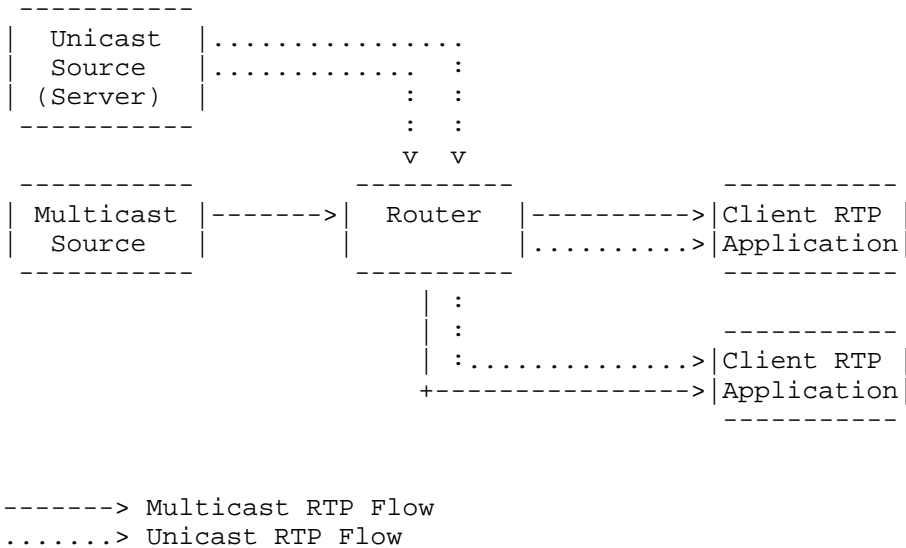 Unicast
Source
(Server)
Multicast
Source
Router
Client RTP
Application
Client RTP
Application
-------> Multicast RTP Flow
.......> Unicast RTP Flow